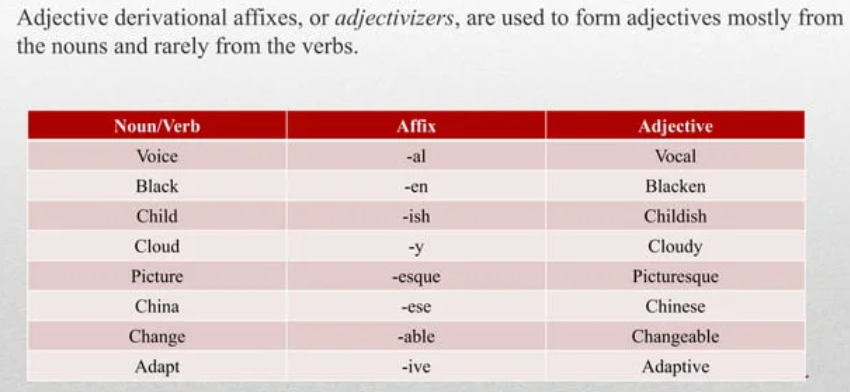 Adjective derivational affixes, or adjectivizers, are used to form adjectives mostly from
the nouns and rarely from the verbs.
Noun/Verb Affix Adjective
Voice -al Vocal
Black -en Blacken
Child -ish Childish
Cloud -y Cloudy
Picture -esque Picturesque
China -ese Chinese
Change -able Changeable
Adapt -ive Adaptive